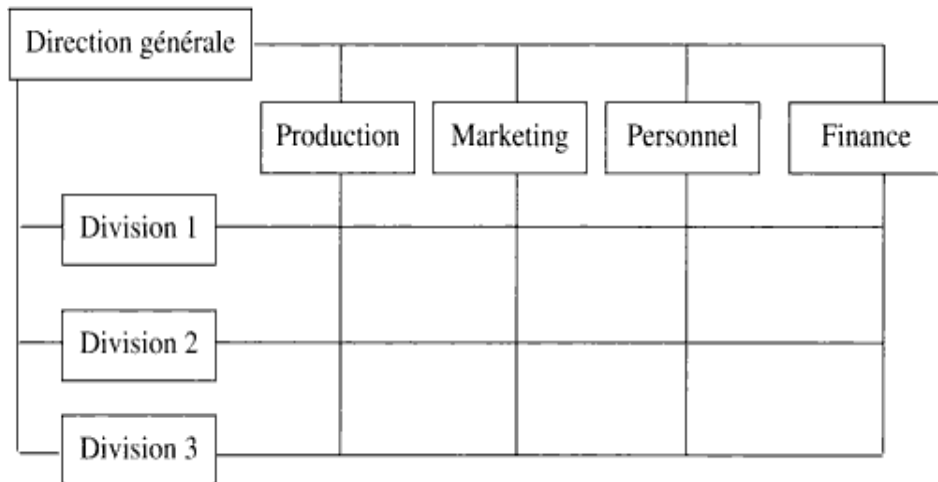 Direction générale
Production
Marketing
Personnel
Finance
Division 1
Division 2
Division 3